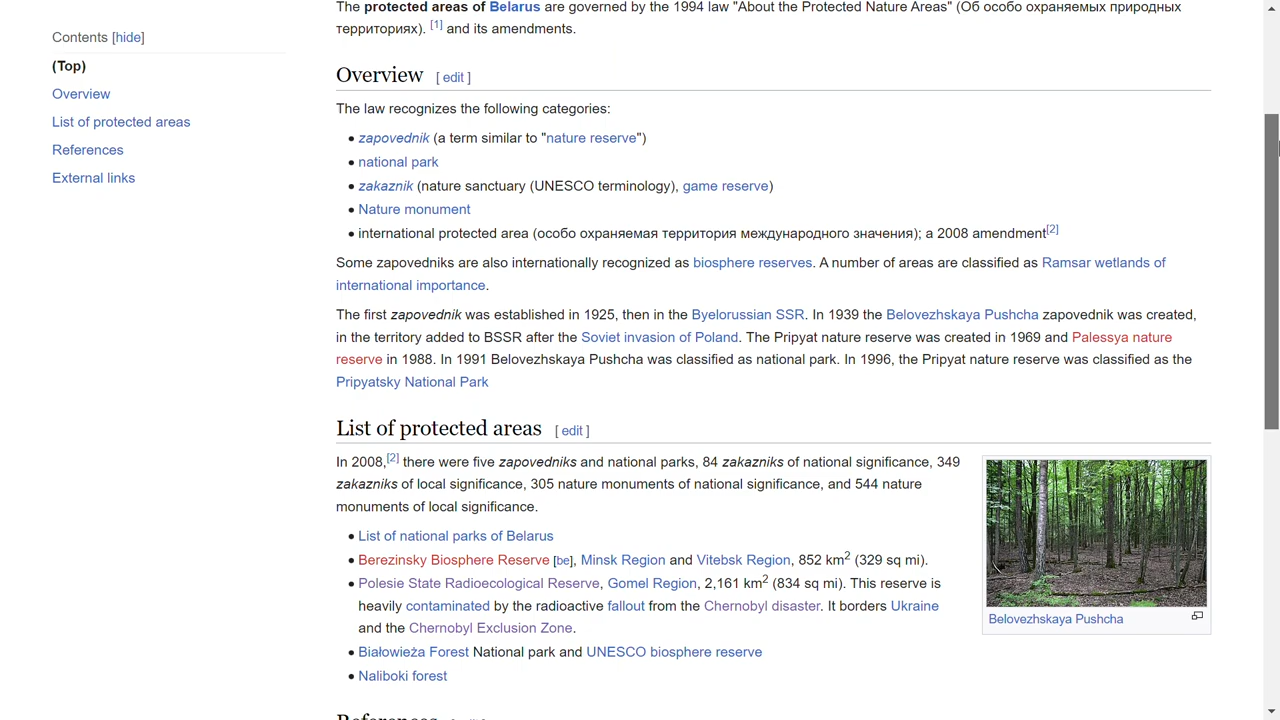 The protected areas of Belarus are governed by the 1994 law "About the Protected Nature Areas" (Об особо охраняемых природных
территориях). [1] and its amendments.
Contents [hide]
(Top)
Overview
List of protected areas
References
External links
Overview [ edit ]
The law recognizes the following categories:
• zapovednik (a term similar to "nature reserve")
• national park
• zakaznik (nature sanctuary (UNESCO terminology), game reserve)
• Nature monument
• international protected area (особо охраняемая территория международного значения); a 2008 amendment[2]
Some zapovedniks are also internationally recognized as biosphere reserves. A number of areas are classified as Ramsar wetlands of
international importance.
The first zapovednik was established in 1925, then in the Byelorussian SSR. In 1939 the Belovezhskaya Pushcha zapovednik was created,
in the territory added to BSSR after the Soviet invasion of Poland. The Pripyat nature reserve was created in 1969 and Palessya nature
reserve in 1988. In 1991 Belovezhskaya Pushcha was classified as national park. In 1996, the Pripyat nature reserve was classified as the
Pripyatsky National Park
List of protected areas [ edit ]
In 2008,[2] there were five zapovedniks and national parks, 84 zakazniks of national significance, 349
zakazniks of local significance, 305 nature monuments of national significance, and 544 nature
monuments of local significance.
• List of national parks of Belarus
• Berezinsky Biosphere Reserve [be], Minsk Region and Vitebsk Region, 852 km2 (329 sq mi).
• Polesie State Radioecological Reserve, Gomel Region, 2,161 km2 (834 sq mi). This reserve is
heavily contaminated by the radioactive fallout from the Chernobyl disaster. It borders Ukraine
and the Chernobyl Exclusion Zone.
• Białowieża Forest National park and UNESCO biosphere reserve
• Naliboki forest
Belovezhskaya Pushcha
References